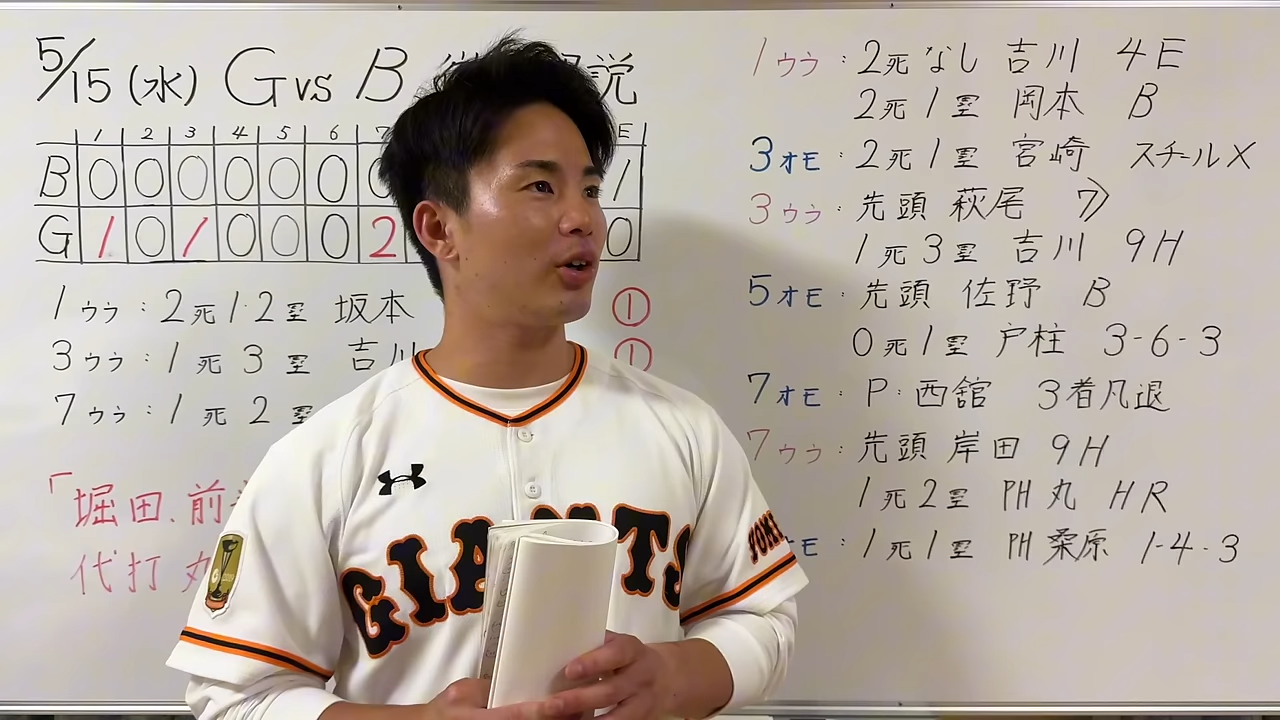 5/15(水) G vs B 説
1 2 3 4 5 6 7 E
B 0 0 0 0 0 0 0 1
G 1 0 1 0 0 0 2 0
1ウラ:2死1・2塁 坂本 ①
3ウラ:1死3塁 吉川 ①
7ウラ:1死2塁
「堀田、前
代打 丸
1ウラ:2死なし 吉川 4E
2死1塁 岡本 B
3オモ:2死1塁 宮崎 スチールX
3ウラ:先頭 萩尾 7》
1死3塁 吉川 9H
5オモ:先頭 佐野 B
0死1塁 戸柱 3-6-3
7オモ:P:西舘 3者凡退
7ウラ:先頭 岸田 9H
1死2塁 PH 丸 HR
モ:1死1塁 PH 桑原 1-4-3
GIANTS